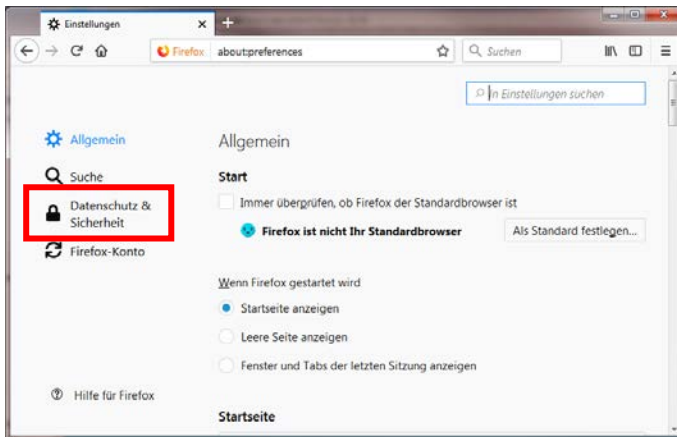 Einstellungen
Firefox about:preferences Suchen
In Einstellungen suchen
Allgemein
Suche
Datenschutz &
Sicherheit
Firefox-Konto
Hilfe für Firefox
Allgemein
Start
Immer überprüfen, ob Firefox der Standardbrowser ist
Firefox ist nicht Ihr Standardbrowser Als Standard festlegen...
Wenn Firefox gestartet wird
Startseite anzeigen
Leere Seite anzeigen
Fenster und Tabs der letzten Sitzung anzeigen
Startseite